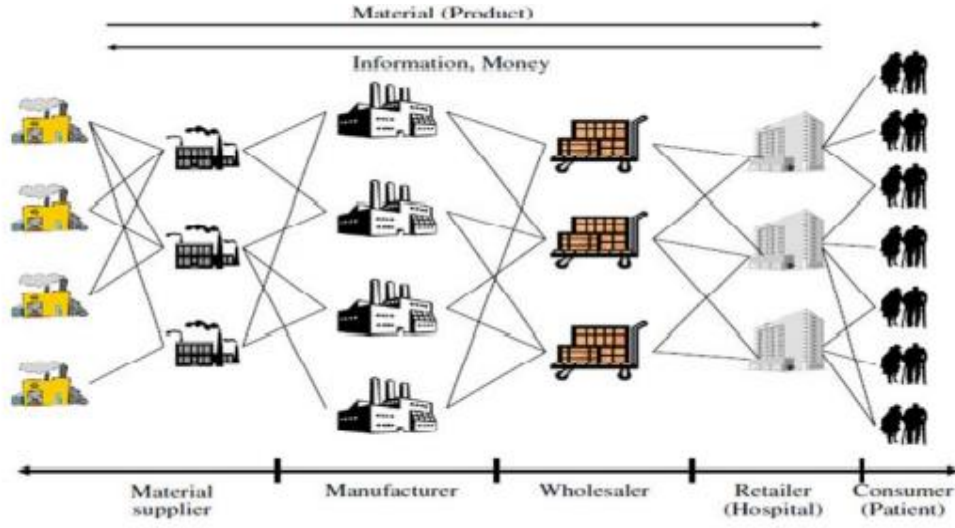 Material (Product)
Information, Money
Material
supplier
Manufacturer
Wholesaler
Retailer
(Hospital)
Consumer
(Patient)